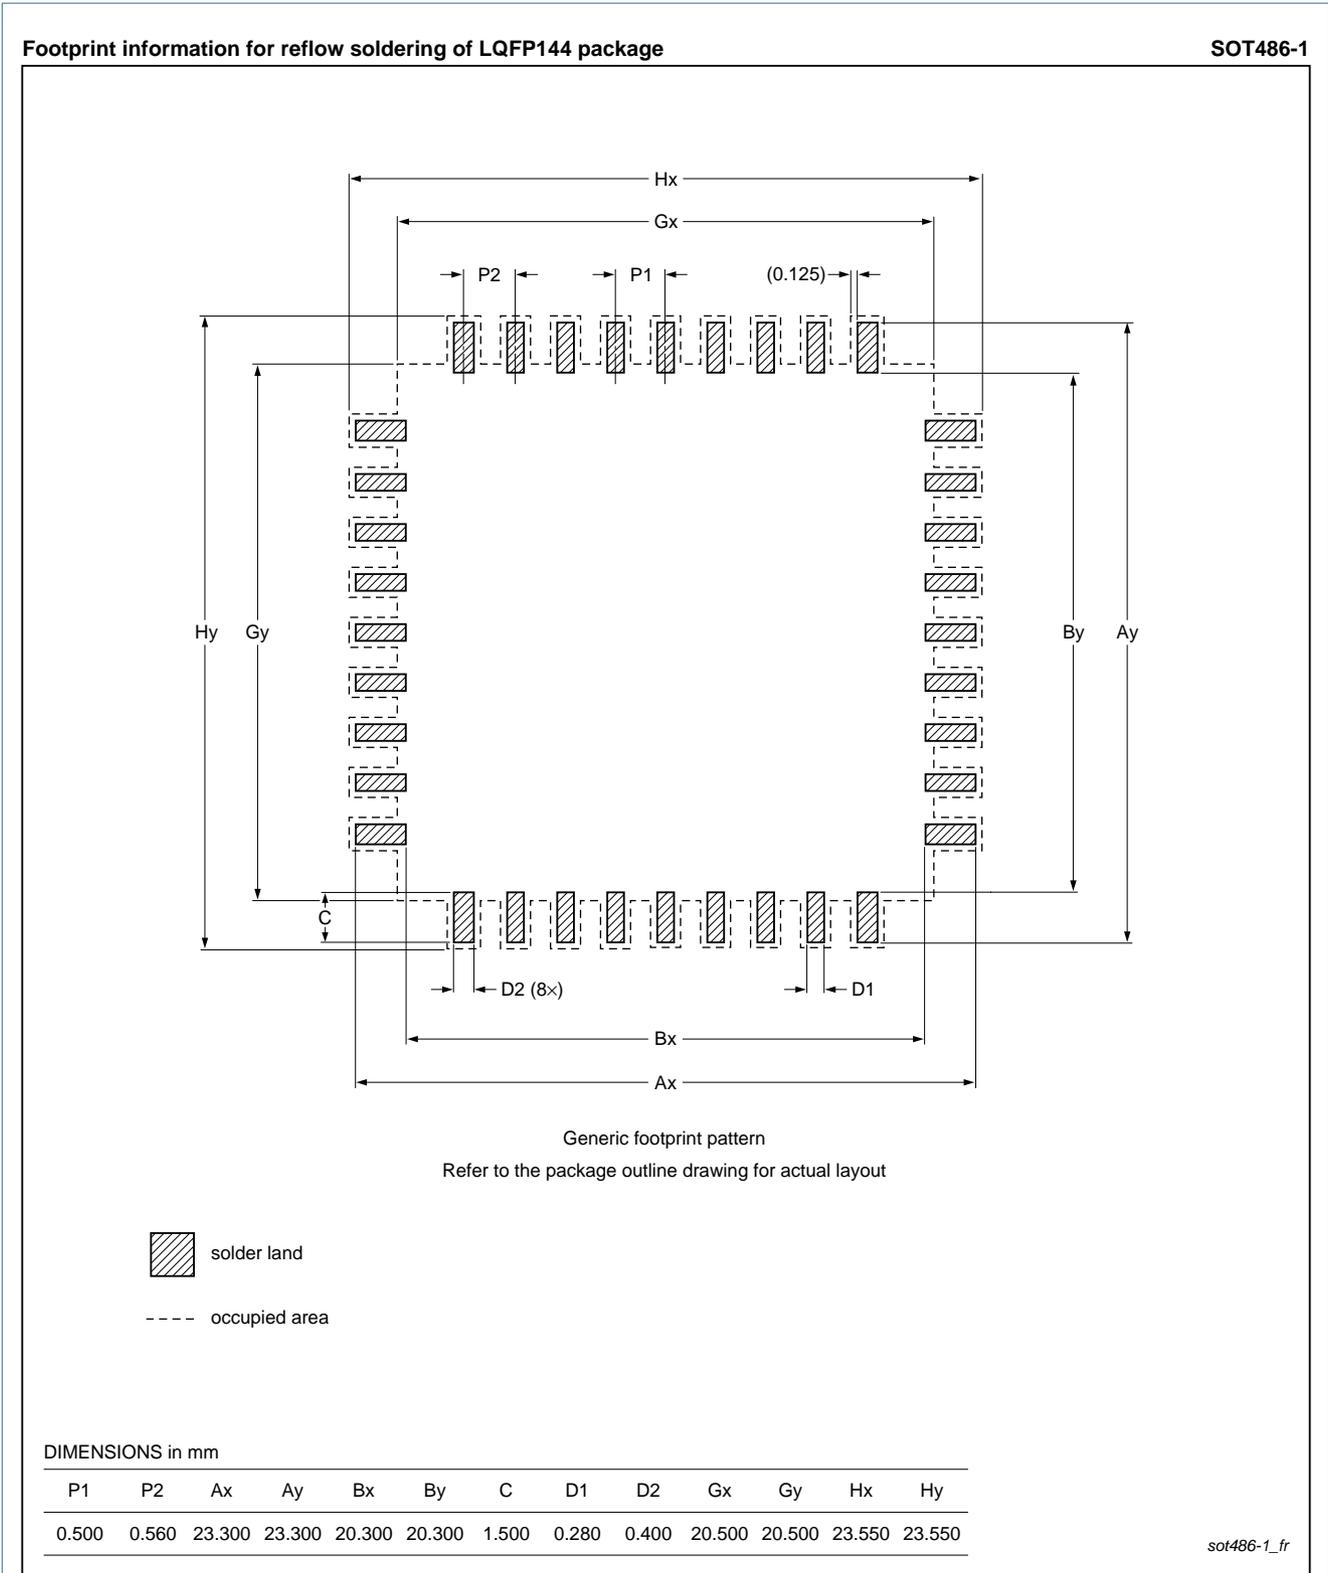 Footprint information for reflow soldering of LQFP144 package SOT486-1
Hx
Gx
P2 P1 (0.125)
Hy Gy By Ay
C
D2 (8×) D1
Bx
Ax
Generic footprint pattern
Refer to the package outline drawing for actual layout
solder land
occupied area
DIMENSIONS in mm
P1 P2 Ax Ay Bx By C D1 D2 Gx Gy Hx Hy
0.500 0.560 23.300 23.300 20.300 20.300 1.500 0.280 0.400 20.500 20.500 23.550 23.550
sot486-1_fr